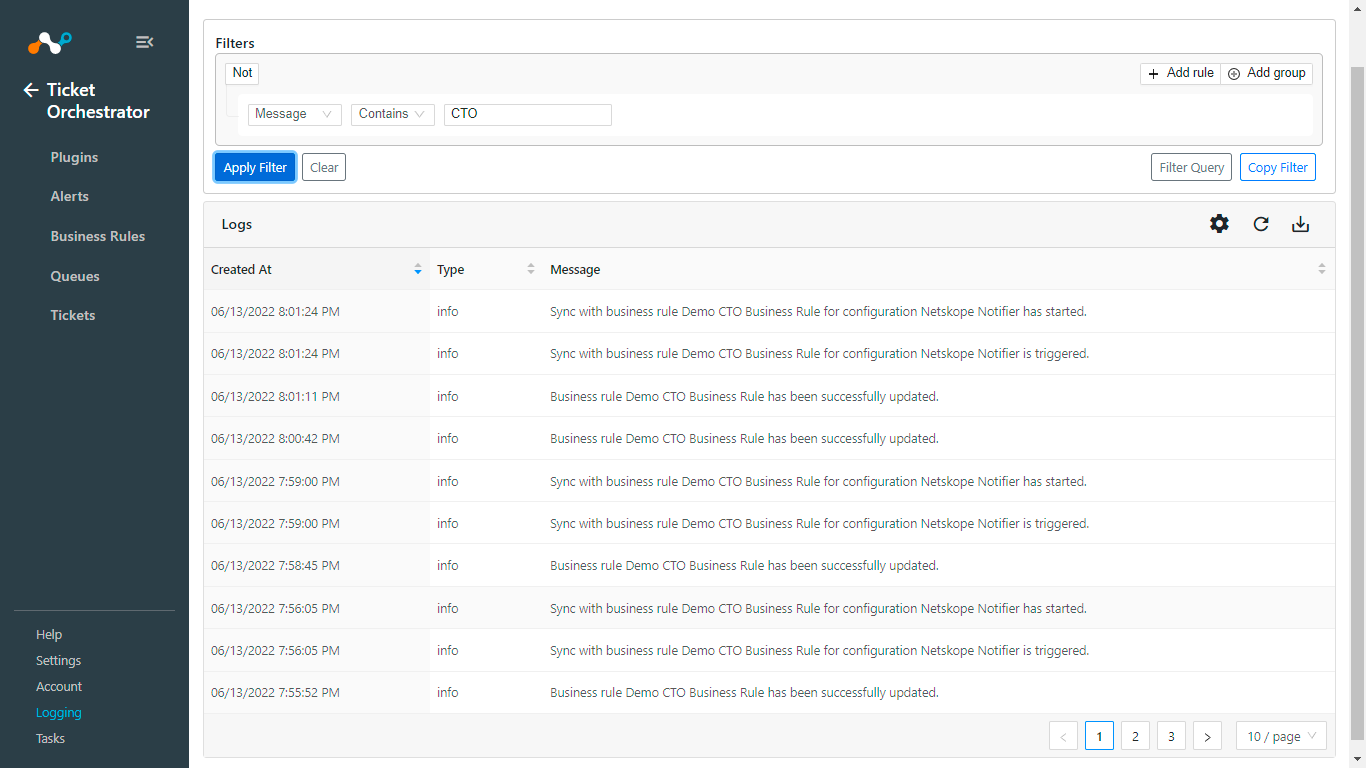 Ticket
Orchestrator
Plugins
Alerts
Business Rules
Queues
Tickets
Help
Settings
Account
Logging
Tasks
Filters
Not
Add rule
Add group
Message
Contains
CTO
Apply Filter
Clear
Filter Query
Copy Filter
Logs
Created At Type Message
06/13/2022 8:01:24 PM info Sync with business rule Demo CTO Business Rule for configuration Netskope Notifier has started.
06/13/2022 8:01:24 PM info Sync with business rule Demo CTO Business Rule for configuration Netskope Notifier is triggered.
06/13/2022 8:01:11 PM info Business rule Demo CTO Business Rule has been successfully updated.
06/13/2022 8:00:42 PM info Business rule Demo CTO Business Rule has been successfully updated.
06/13/2022 7:59:00 PM info Sync with business rule Demo CTO Business Rule for configuration Netskope Notifier has started.
06/13/2022 7:59:00 PM info Sync with business rule Demo CTO Business Rule for configuration Netskope Notifier is triggered.
06/13/2022 7:58:45 PM info Business rule Demo CTO Business Rule has been successfully updated.
06/13/2022 7:56:05 PM info Sync with business rule Demo CTO Business Rule for configuration Netskope Notifier has started.
06/13/2022 7:56:05 PM info Sync with business rule Demo CTO Business Rule for configuration Netskope Notifier is triggered.
06/13/2022 7:55:52 PM info Business rule Demo CTO Business Rule has been successfully updated.
< 1 2 3 > 10 / page